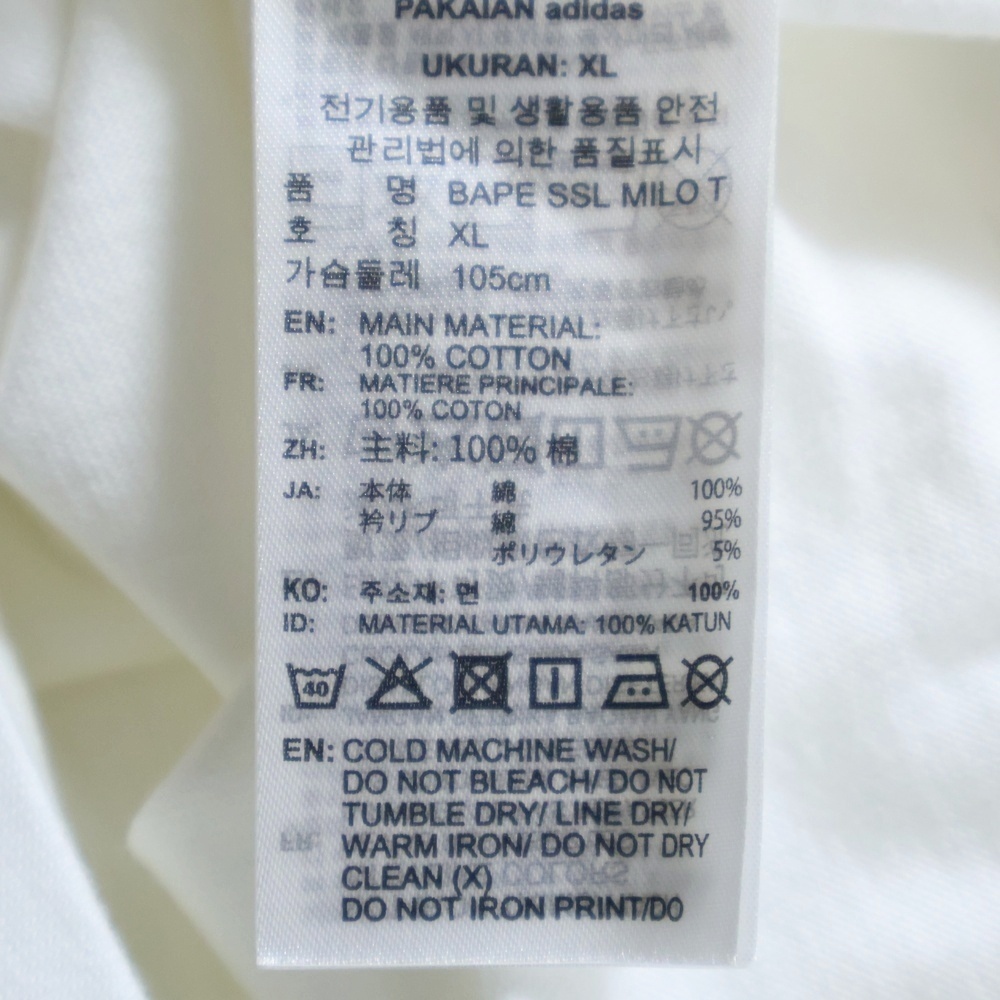 PAKAIAN adidas
UKURAN: XL
전기용품 및 생활용품 안전
관리법에 의한 품질표시
품 명 BAPE SSL MILO T
호 칭 XL
가슴둘레 105cm
EN: MAIN MATERIAL:
100% COTTON
FR: MATIERE PRINCIPALE:
100% COTON
ZH: 主料: 100% 棉
JA: 本体 綿 100%
衿リブ 綿 95%
ポリウレタン 5%
KO: 주소재: 면 100%
ID: MATERIAL UTAMA: 100% KATUN
40
EN: COLD MACHINE WASH/
DO NOT BLEACH/ DO NOT
TUMBLE DRY/ LINE DRY/
WARM IRON/ DO NOT DRY
CLEAN (X)
DO NOT IRON PRINT/DO